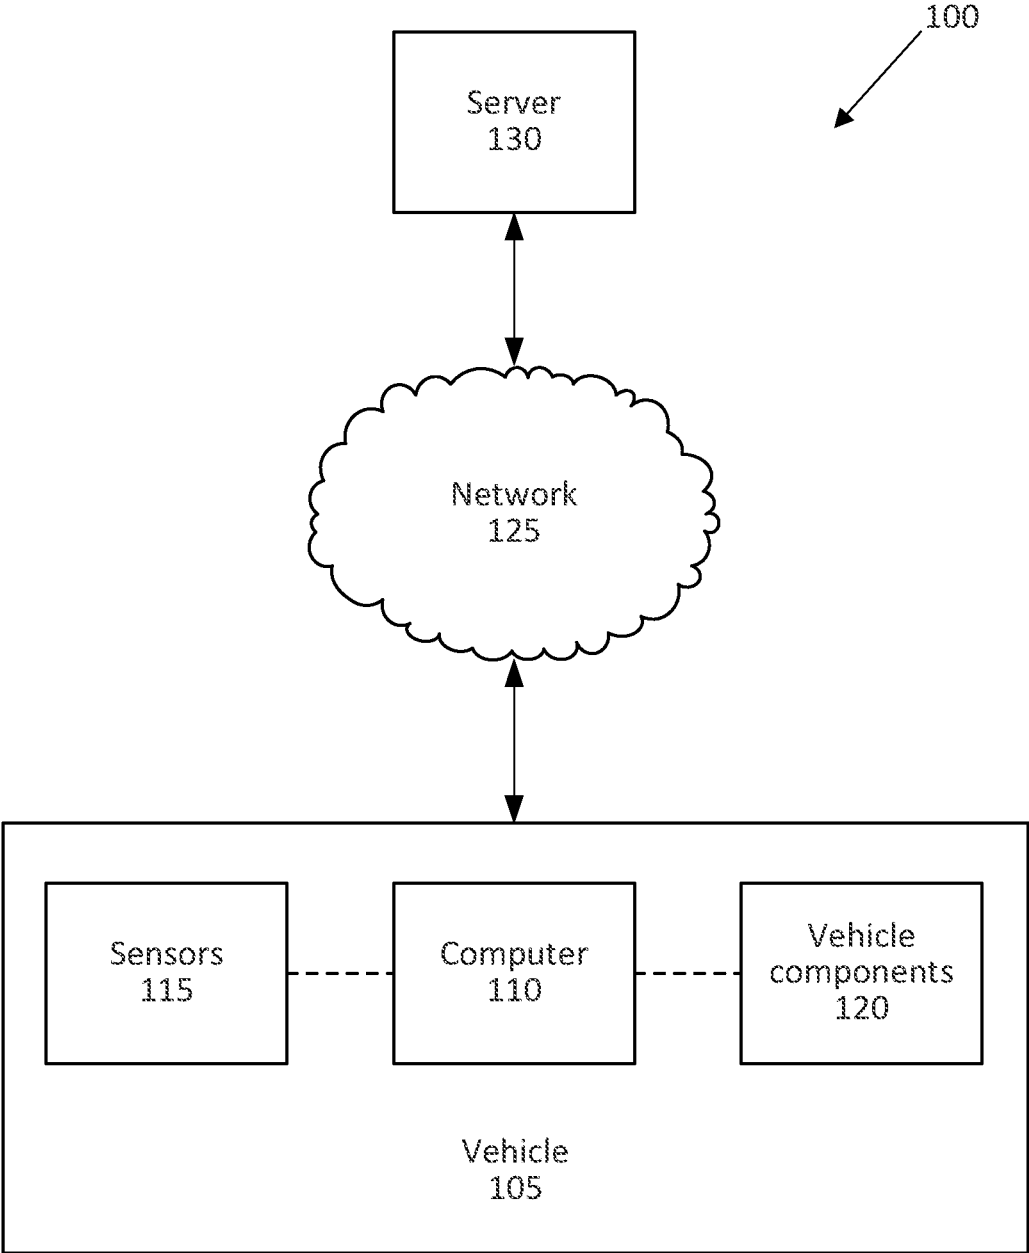 100
Server
130
Network
125
Sensors
115
Computer
110
Vehicle
components
120
Vehicle
105